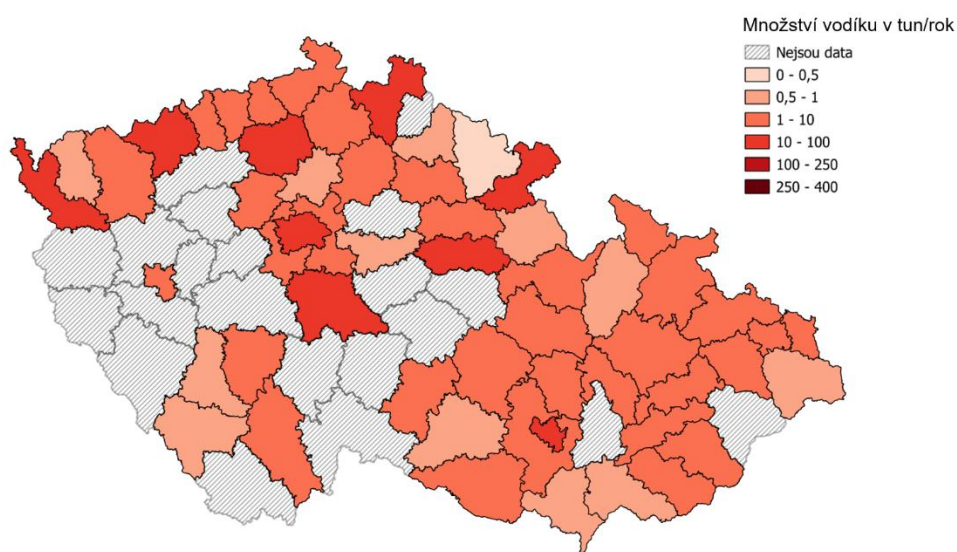 Množství vodíku v tun/rok
Nejsou data
0 - 0,5
0,5 - 1
1 - 10
10 - 100
100 - 250
250 - 400